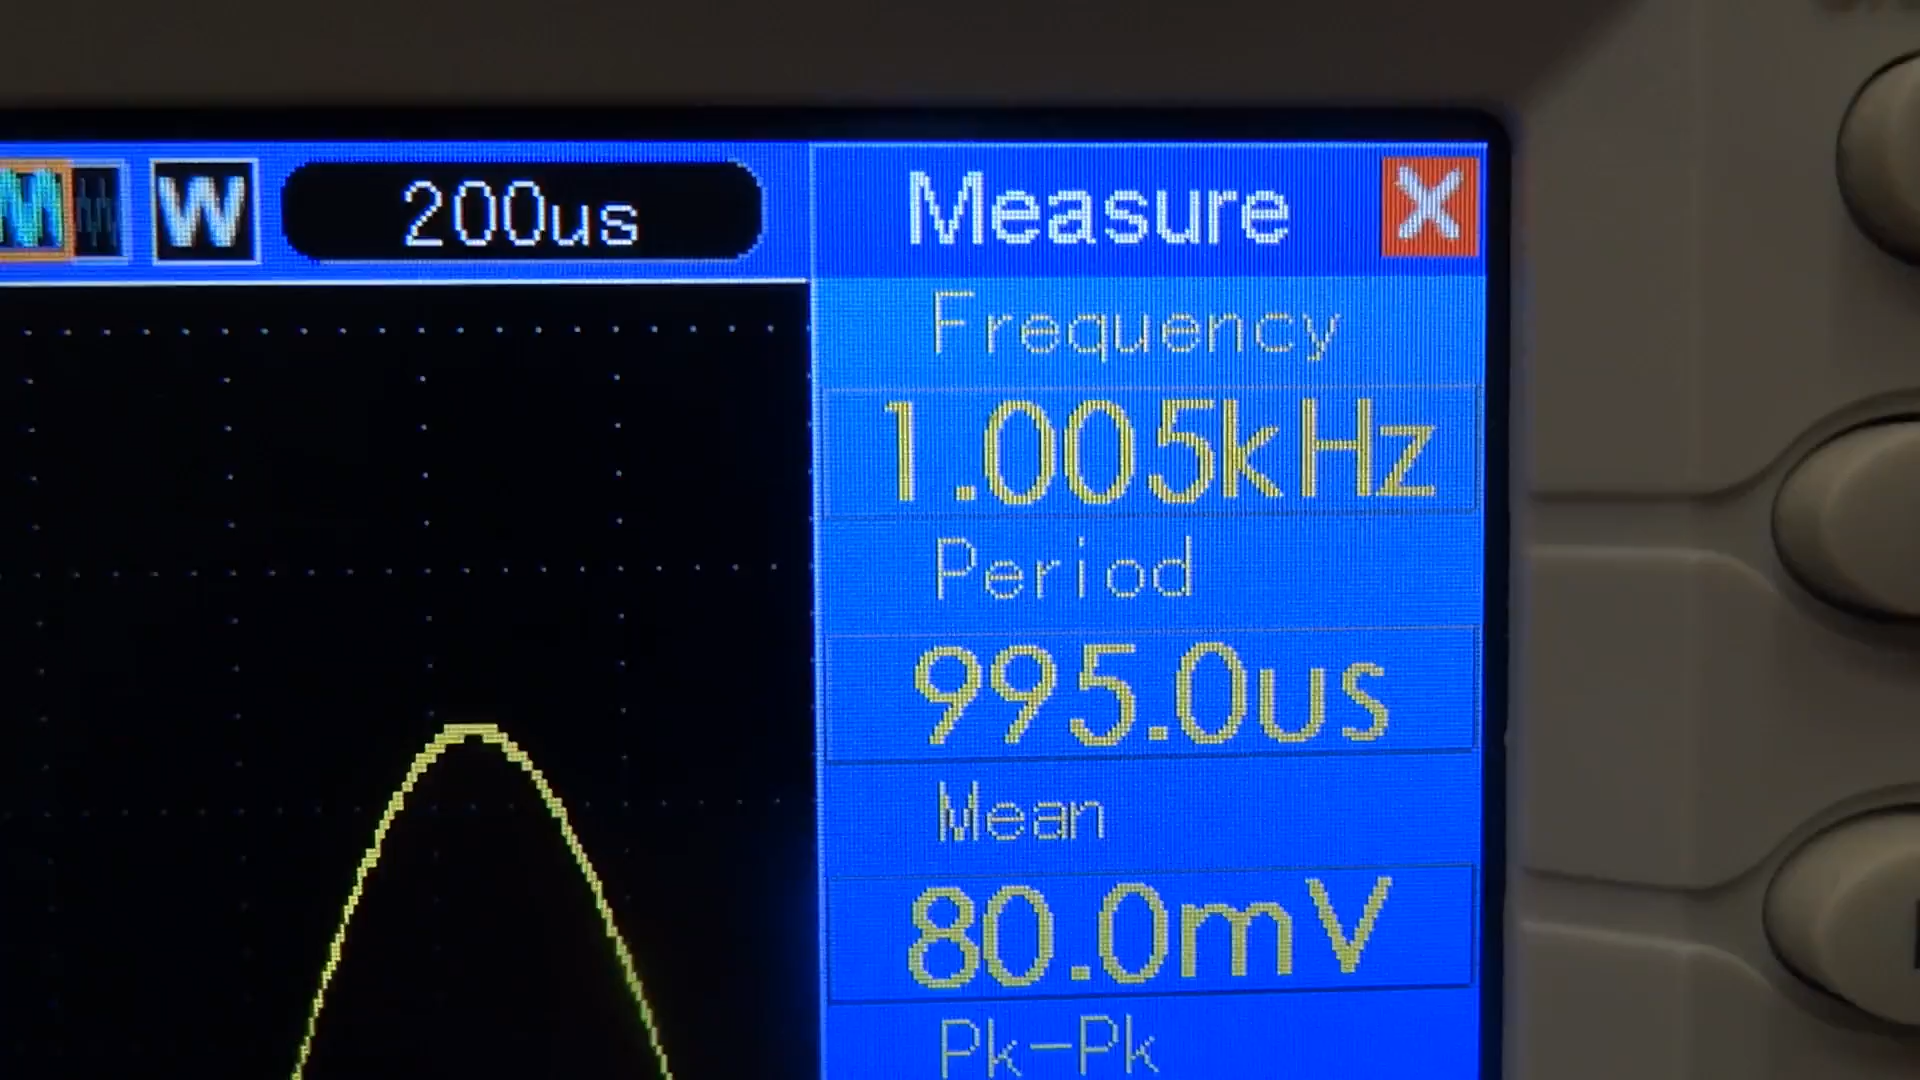 M W 200us Measure X
Frequency
1.005kHz
Period
995.0us
Mean
80.0mV
Pk-Pk